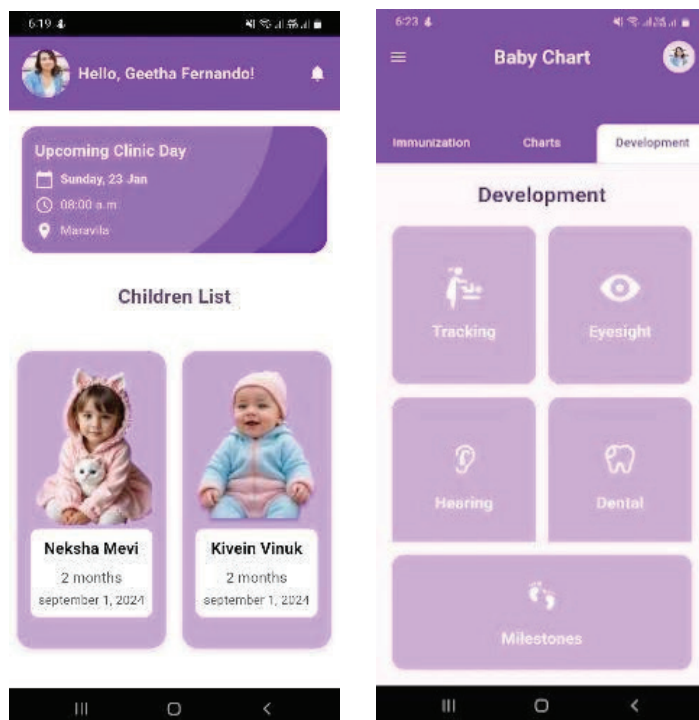 6:19
Hello, Geetha Fernando!
Upcoming Clinic Day
Sunday, 23 Jan
08:00 a.m
Maravila
Children List
Neksha Mevi
2 months
september 1, 2024
Kivein Vinuk
2 months
september 1, 2024
6:23
Baby Chart
Immunization
Charts
Development
Development
Tracking
Eyesight
Hearing
Dental
Milestones